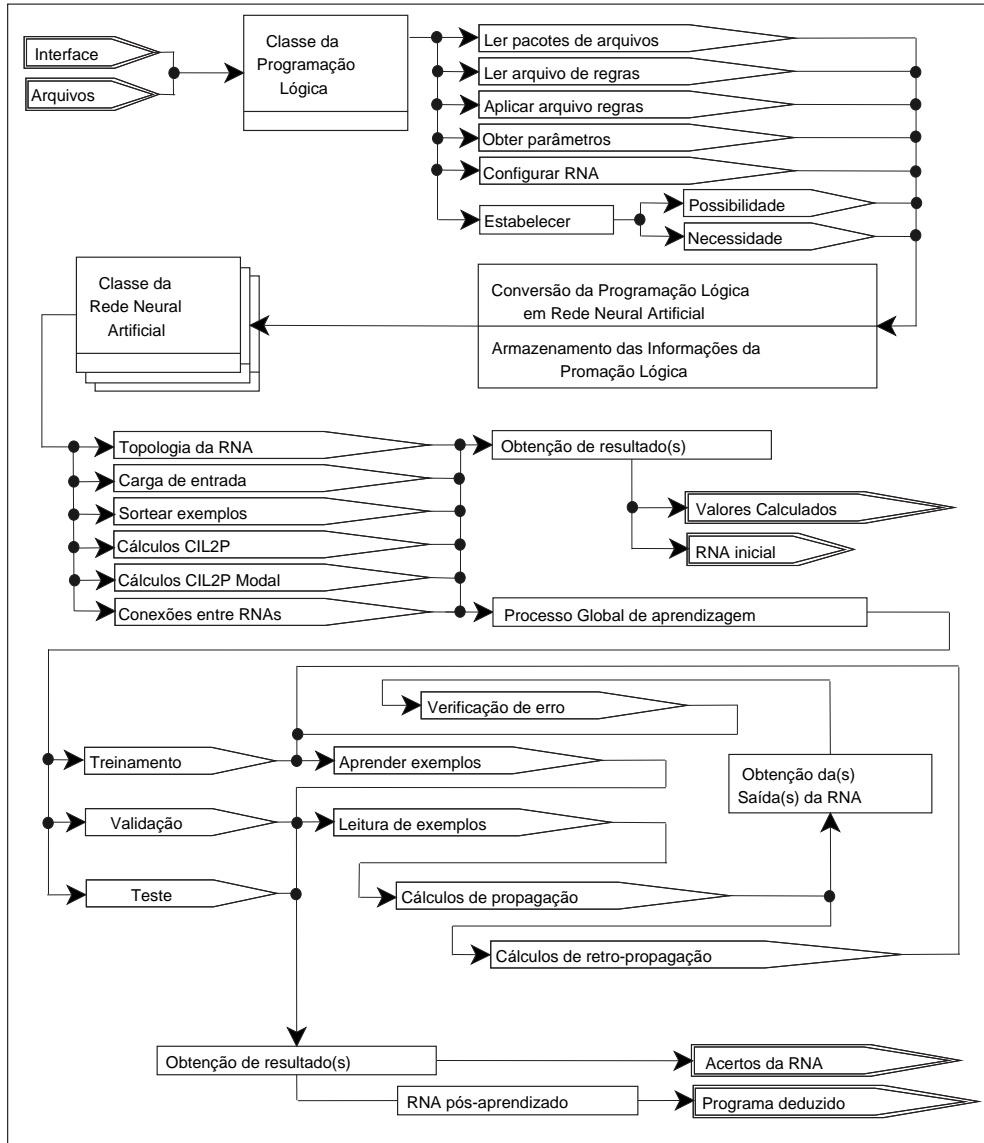 Interface
Arquivos
Classe da
Programação
Lógica
Ler pacotes de arquivos
Ler arquivo de regras
Aplicar arquivo regras
Obter parâmetros
Configurar RNA
Estabelecer
Possibilidade
Necessidade
Classe da
Rede Neural
Artificial
Conversão da Programação Lógica
em Rede Neural Artificial
Armazenamento das Informações da
Promação Lógica
Topologia da RNA
Carga de entrada
Sortear exemplos
Cálculos CIL2P
Cálculos CIL2P Modal
Conexões entre RNAs
Obtenção de resultado(s)
Valores Calculados
RNA inicial
Processo Global de aprendizagem
Verificação de erro
Treinamento
Aprender exemplos
Obtenção da(s)
Saída(s) da RNA
Validação
Leitura de exemplos
Teste
Cálculos de propagação
Cálculos de retro-propagação
Obtenção de resultado(s)
Acertos da RNA
RNA pós-aprendizado
Programa deduzido